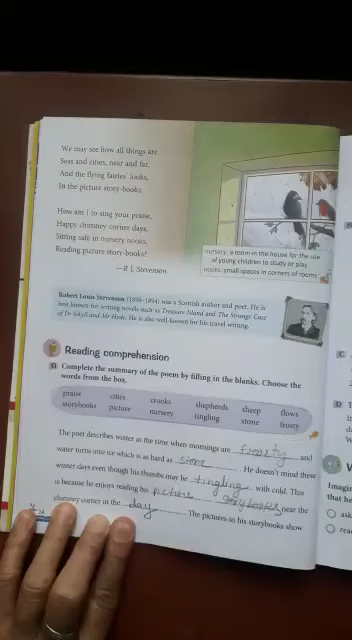 We may see how all things are
Seas and cities, near and far,
And the flying fairies' looks,
In the picture story-books.
How am I to sing your praise,
Happy chimney-corner days,
Sitting safe in nursery nooks,
Reading picture story-books?
—R L Stevenson
nursery: a room in the house for the use
of young children to study or play
nooks: small spaces in corners of rooms
Robert Louis Stevenson (1850–1894) was a Scottish author and poet. He is
best known for writing novels such as Treasure Island and The Strange Case
of Dr Jekyll and Mr Hyde. He is also well-known for his travel writing.
Reading comprehension
A Complete the summary of the poem by filling in the blanks. Choose the
words from the box.
praise cities crooks shepherds sheep flows
storybooks picture nursery tingling stone frosty
The poet describes winter as the time when mornings are frosty and
water turns into ice which is as hard as stone. He doesn't mind these
winter days even though his thumbs may be tingling with cold. This
is because he enjoys reading his picture storybooks near the
chimney corner in the day. The pictures in his storybooks show
24
C
D
Imagin
that he
ask
rea